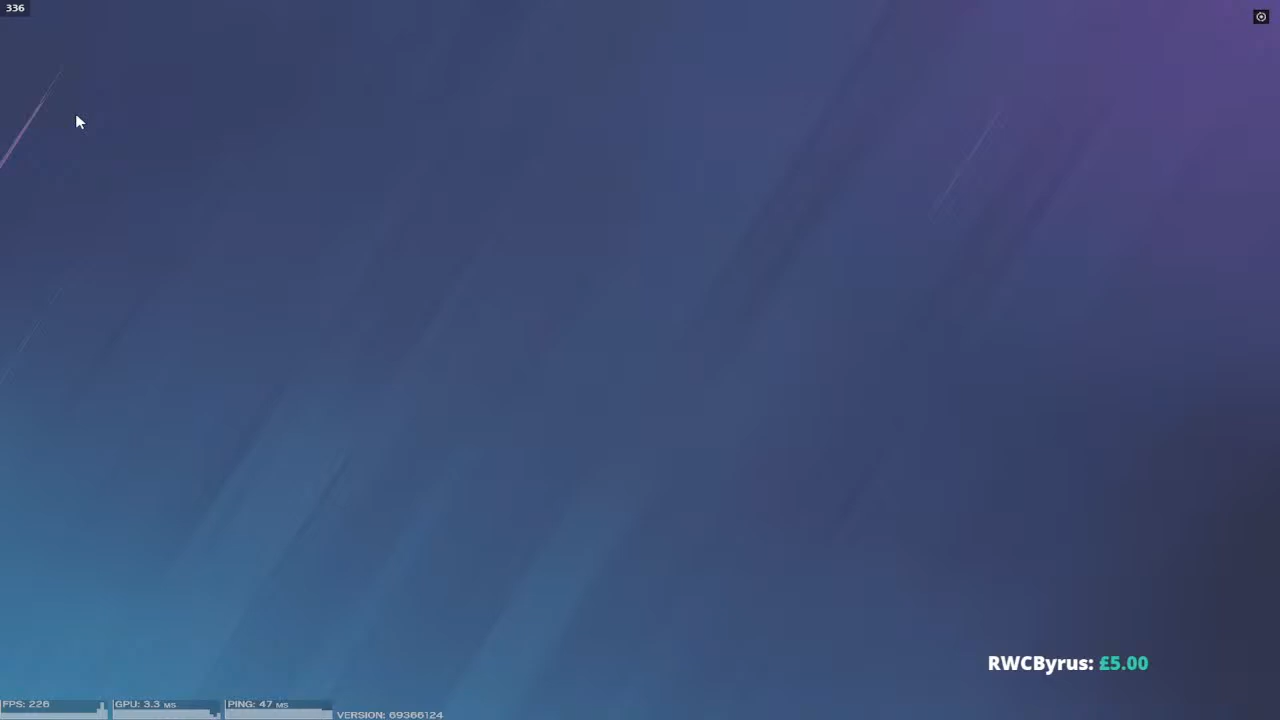 336
RWCByrus: £5.00
FPS: 226
GPU: 3.3 MS
PING: 47 MS
VERSION: 69366124